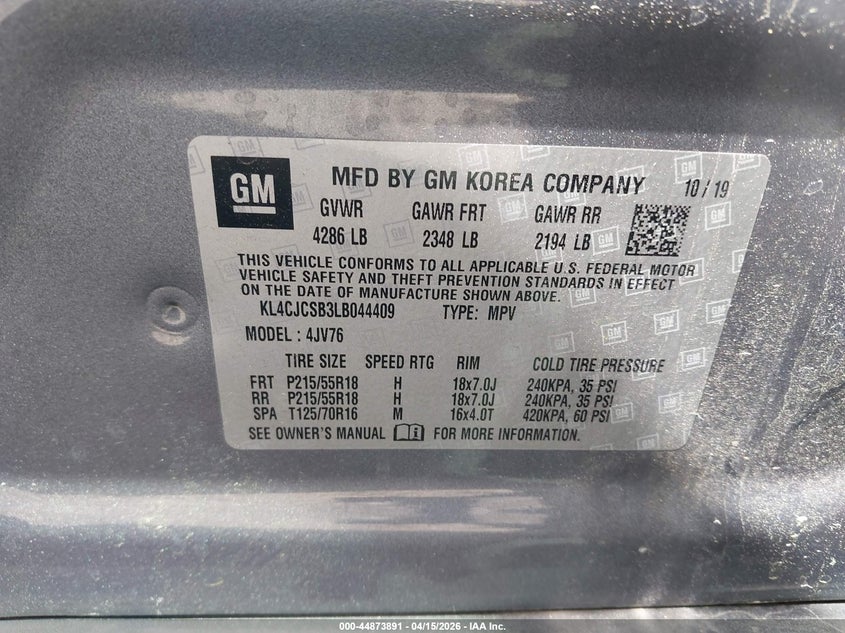 GM
MFD BY GM KOREA COMPANY 10 / 19
GVWR GAWR FRT GAWR RR
4286 LB 2348 LB 2194 LB
THIS VEHICLE CONFORMS TO ALL APPLICABLE U.S. FEDERAL MOTOR
VEHICLE SAFETY AND THEFT PREVENTION STANDARDS IN EFFECT
ON THE DATE OF MANUFACTURE SHOWN ABOVE.
KL4CJCSB3LB044409 TYPE: MPV
MODEL : 4JV76
TIRE SIZE SPEED RTG RIM COLD TIRE PRESSURE
FRT P215/55R18 H 18x7.0J 240KPA, 35 PSI
RR P215/55R18 H 18x7.0J 240KPA, 35 PSI
SPA T125/70R16 M 16x4.0T 420KPA, 60 PSI
SEE OWNER'S MANUAL FOR MORE INFORMATION.
000-44873891 - 04/15/2026 - IAA Inc.